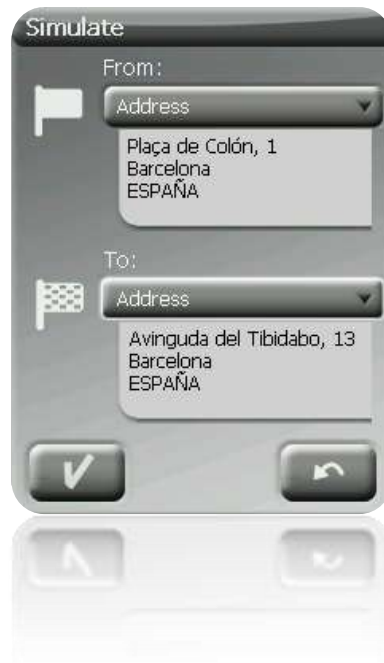 Simulate
From:
Address
Plaça de Colón, 1
Barcelona
ESPAÑA
To:
Address
Avinguda del Tibidabo, 13
Barcelona
ESPAÑA